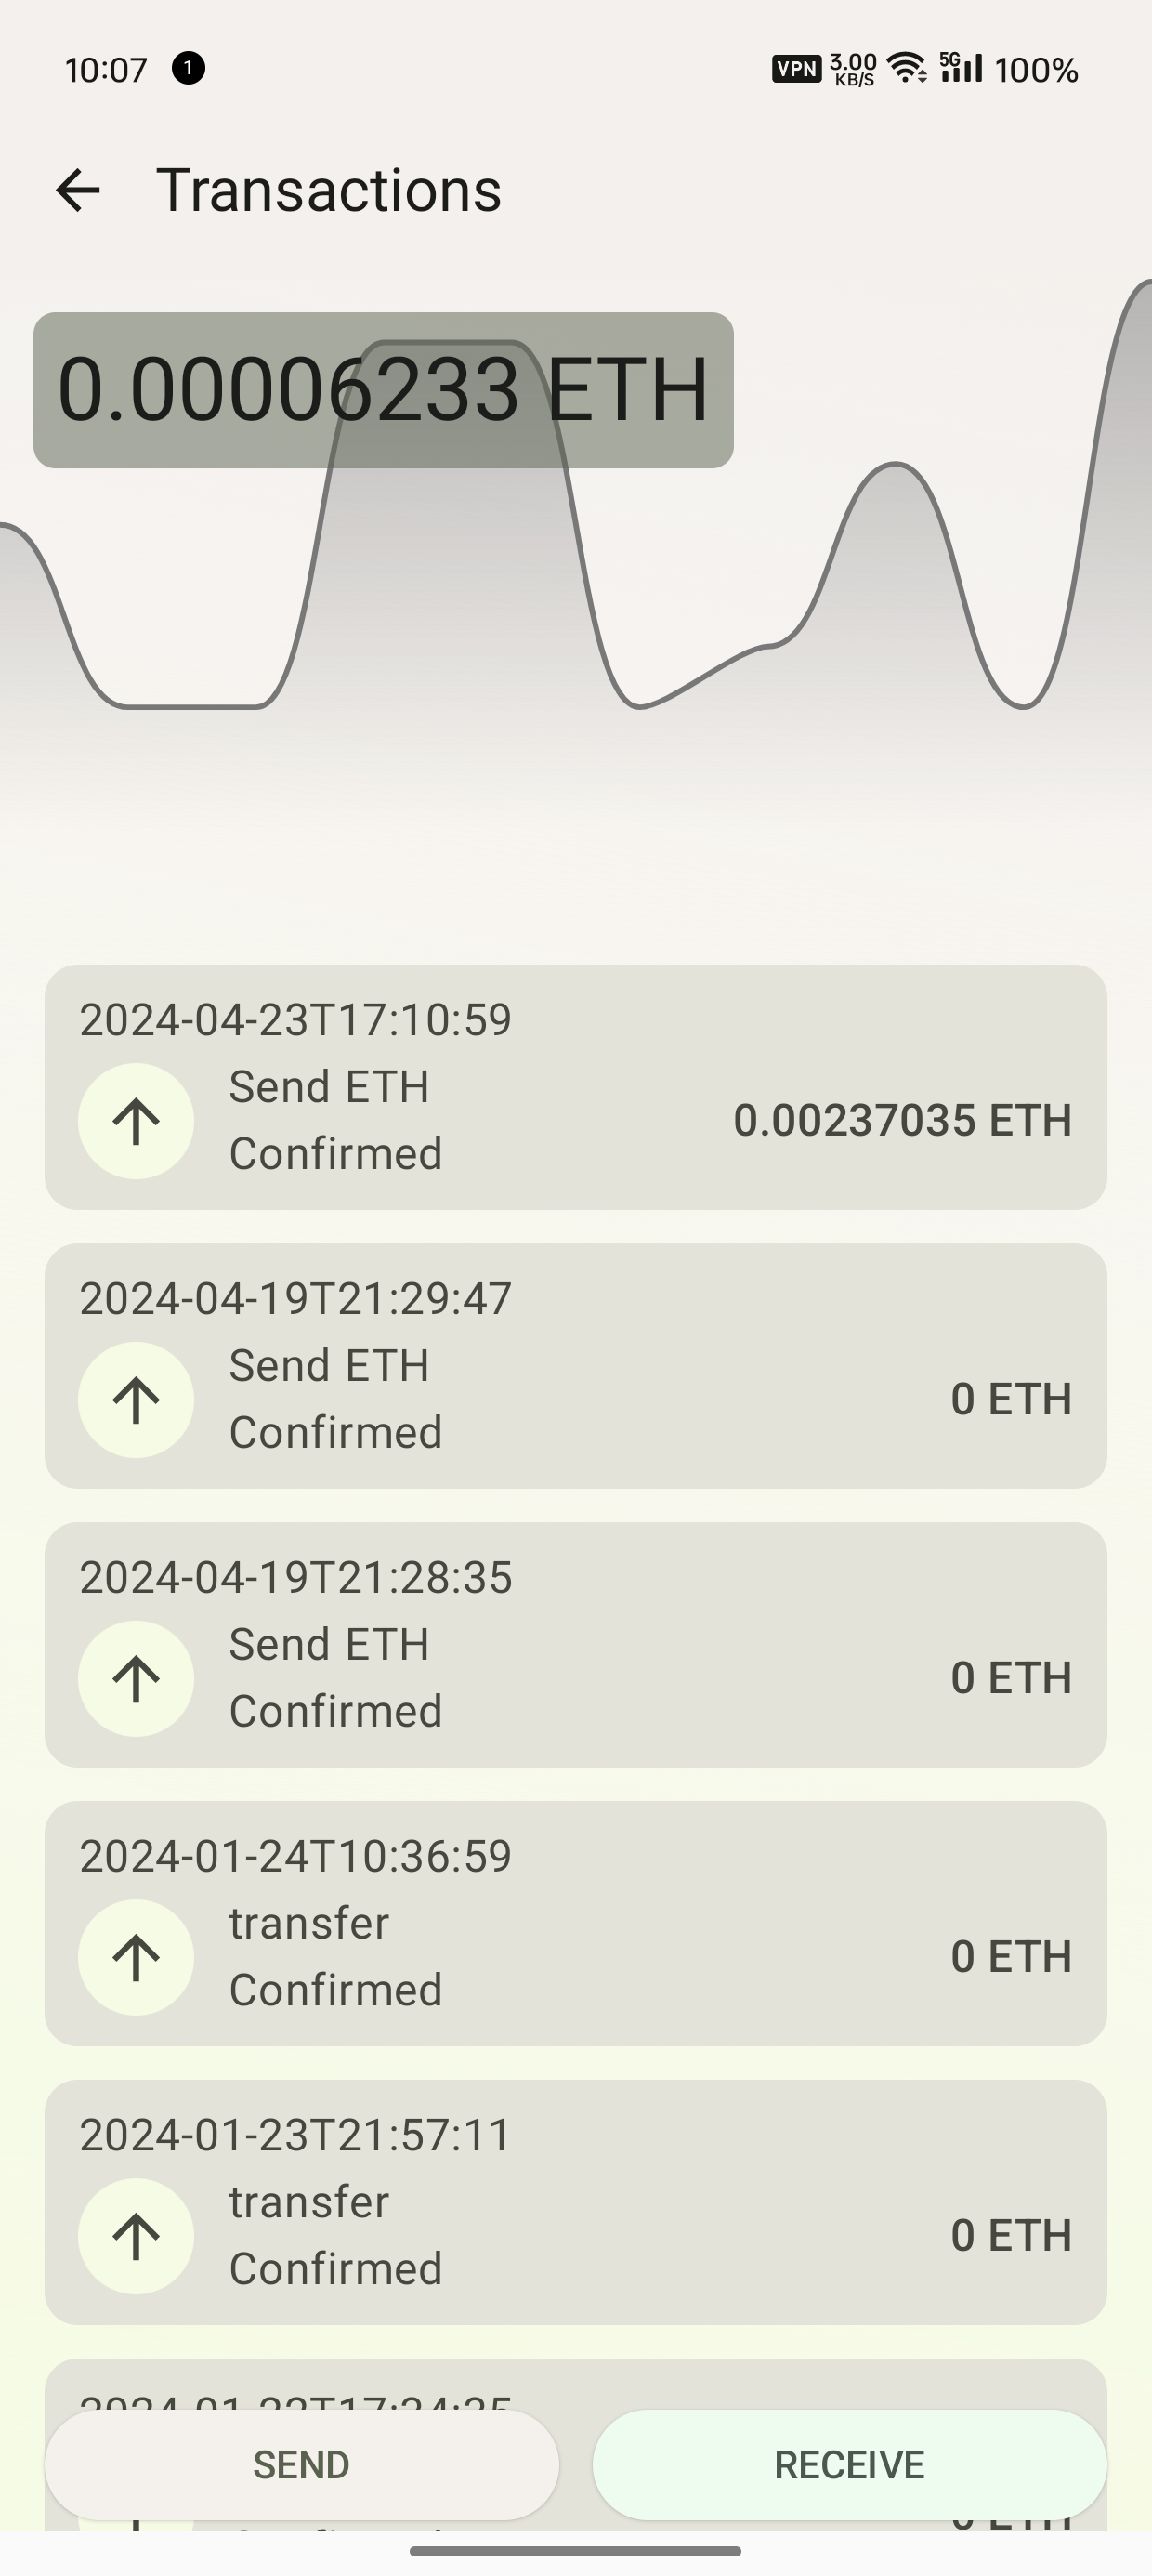 10:07 1 VPN 3.00 KB/S 5G 100%
Transactions
0.00006233 ETH
2024-04-23T17:10:59
Send ETH
Confirmed
0.00237035 ETH
2024-04-19T21:29:47
Send ETH
Confirmed
0 ETH
2024-04-19T21:28:35
Send ETH
Confirmed
0 ETH
2024-01-24T10:36:59
transfer
Confirmed
0 ETH
2024-01-23T21:57:11
transfer
Confirmed
0 ETH
SEND
RECEIVE